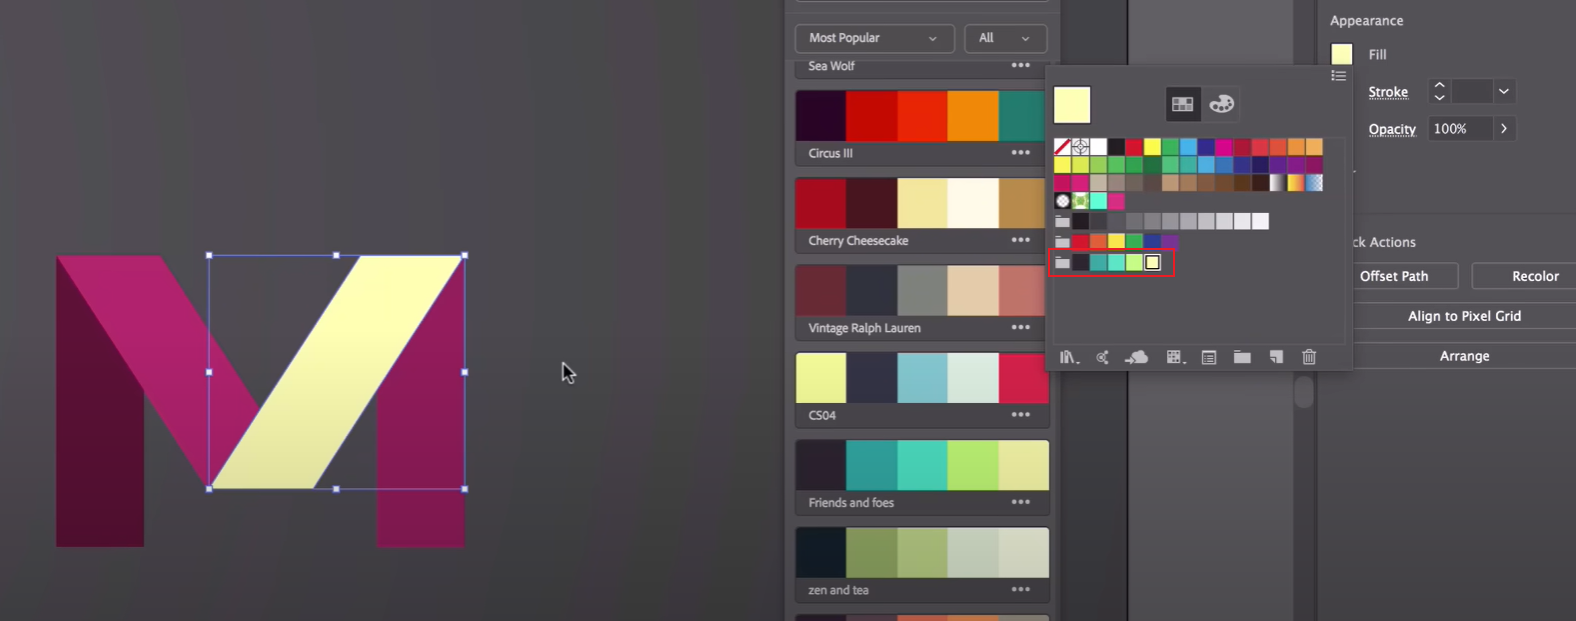 Most Popular
All
Sea Wolf
Circus III
Cherry Cheesecake
Vintage Ralph Lauren
CS04
Friends and foes
zen and tea
Appearance
Fill
Stroke
Opacity
100%
ck Actions
Offset Path
Recolor
Align to Pixel Grid
Arrange